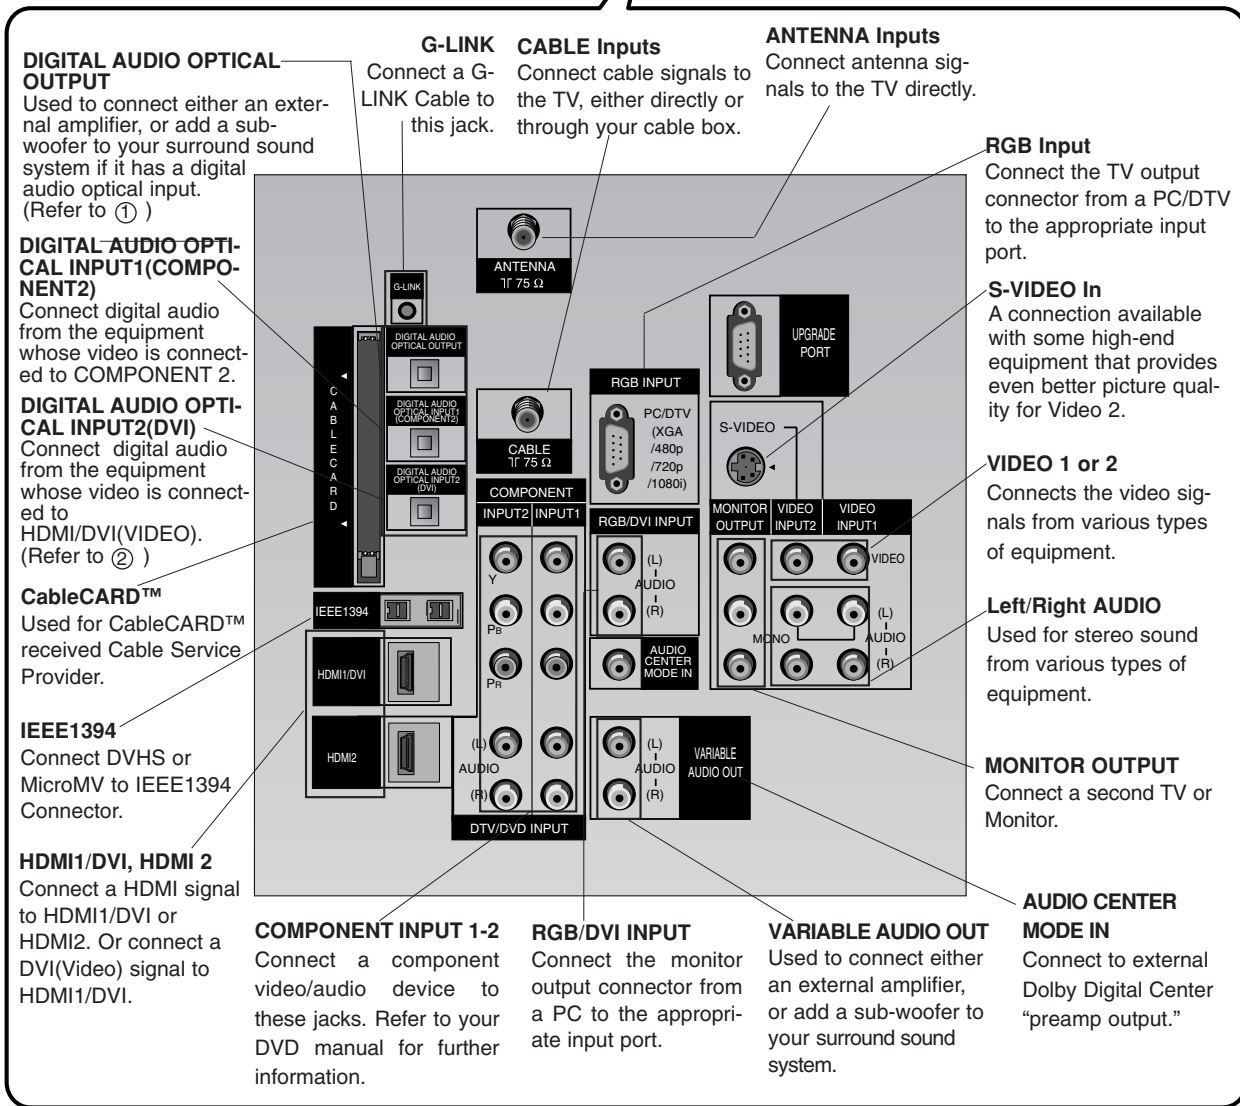 DIGITAL AUDIO OPTICAL
OUTPUT
Used to connect either an exter-
nal amplifier, or add a sub-
woofer to your surround sound
system if it has a digital
audio optical input.
(Refer to ① )
G-LINK
Connect a G-
LINK Cable to
this jack.
CABLE Inputs
Connect cable signals to
the TV, either directly or
through your cable box.
ANTENNA Inputs
Connect antenna sig-
nals to the TV directly.
RGB Input
Connect the TV output
connector from a PC/DTV
to the appropriate input
port.
DIGITAL AUDIO OPTI-
CAL INPUT1(COMPO-
NENT2)
Connect digital audio
from the equipment
whose video is connect-
ed to COMPONENT 2.
DIGITAL AUDIO OPTI-
CAL INPUT2(DVI)
Connect digital audio
from the equipment
whose video is connect-
ed to
HDMI/DVI(VIDEO).
(Refer to ② )
CableCARD™
Used for CableCARD™
received Cable Service
Provider.
IEEE1394
Connect DVHS or
MicroMV to IEEE1394
Connector.
HDMI1/DVI, HDMI 2
Connect a HDMI signal
to HDMI1/DVI or
HDMI2. Or connect a
DVI(Video) signal to
HDMI1/DVI.
G-LINK
DIGITAL AUDIO
OPTICAL OUTPUT
DIGITAL AUDIO
OPTICAL INPUT1
(COMPONENT2)
DIGITAL AUDIO
OPTICAL INPUT2
(DVI)
CABLECARD
IEEE1394
HDMI1/DVI
HDMI2
ANTENNA
75 Ω
CABLE
75 Ω
COMPONENT
INPUT2 INPUT1
Y
PB
PR
(L)
AUDIO
(R)
DTV/DVD INPUT
RGB INPUT
PC/DTV
(XGA
/480p
/720p
/1080i)
RGB/DVI INPUT
(L)
AUDIO
(R)
AUDIO
CENTER
MODE IN
(L)
AUDIO
(R)
VARIABLE
AUDIO OUT
UPGRADE
PORT
S-VIDEO
MONITOR
OUTPUT
VIDEO
INPUT2
VIDEO
INPUT1
VIDEO
MONO
(L)
AUDIO
(R)
S-VIDEO In
A connection available
with some high-end
equipment that provides
even better picture qual-
ity for Video 2.
VIDEO 1 or 2
Connects the video sig-
nals from various types
of equipment.
Left/Right AUDIO
Used for stereo sound
from various types of
equipment.
MONITOR OUTPUT
Connect a second TV or
Monitor.
COMPONENT INPUT 1-2
Connect a component
video/audio device to
these jacks. Refer to your
DVD manual for further
information.
RGB/DVI INPUT
Connect the monitor
output connector from
a PC to the appropri-
ate input port.
VARIABLE AUDIO OUT
Used to connect either
an external amplifier,
or add a sub-woofer to
your surround sound
system.
AUDIO CENTER
MODE IN
Connect to external
Dolby Digital Center
“preamp output.”